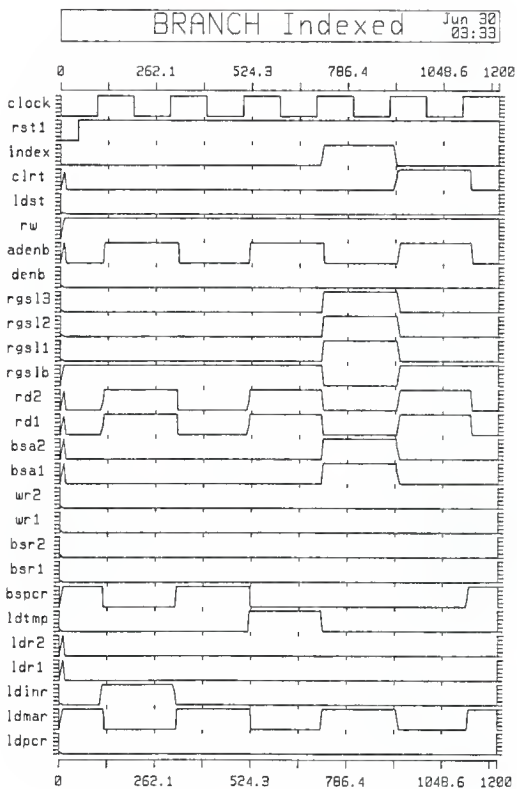 BRANCH Indexed
Jun 30
03:33
0 262.1 524.3 786.4 1048.6 1200
clock
rst1
index
clrt
ldst
rw
adenb
denb
rgsl3
rgsl2
rgsl1
rgslb
rd2
rd1
bsa2
bsa1
wr2
wr1
bsr2
bsr1
bspcr
ldtmp
ldr2
ldr1
ldinr
ldmar
ldpcr
0 262.1 524.3 786.4 1048.6 1200